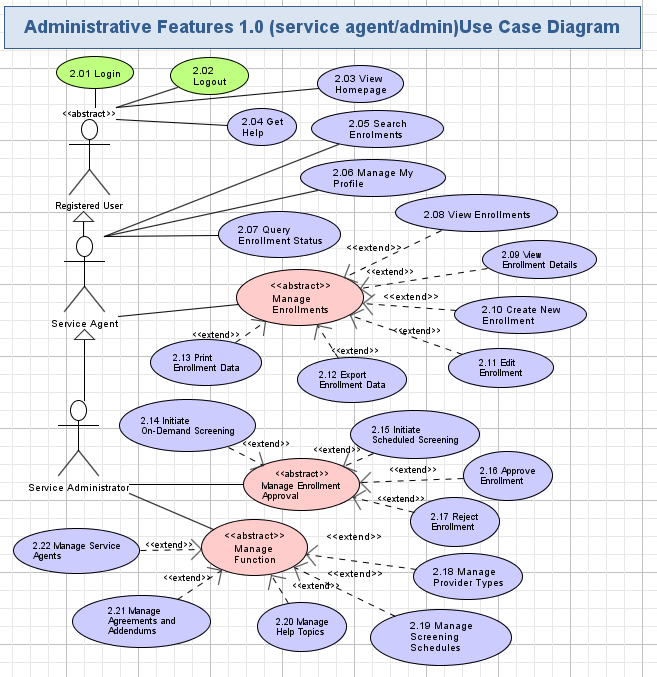 Administrative Features 1.0 (service agent/admin)Use Case Diagram
2.01 Login
2.02
Logout
2.03 View
Homepage
<<abstract>>
2.04 Get
Help
2.05 Search
Enrolments
2.06 Manage My
Profile
Registered User
2.07 Query
Enrollment Status
2.08 View Enrollments
<<extend>>
2.09 View
Enrollment Details
<<extend>>
<<abstract>>
Manage
Enrollments
<<extend>>
2.10 Create New
Enrollment
Service Agent
<<extend>>
<<extend>>
2.13 Print
Enrollment Data
<<extend>>
2.12 Export
Enrollment Data
2.11 Edit
Enrollment
2.14 Initiate
On-Demand Screening
2.15 Initiate
Scheduled Screening
<<extend>>
<<extend>>
<<abstract>>
Manage Enrollment
Approval
<<extend>>
2.16 Approve
Enrollment
Service Administrator
<<extend>>
2.17 Reject
Enrollment
<<abstract>>
Manage
Function
<<extend>>
2.22 Manage Service
Agents
<<extend>>
<<extend>>
<<extend>>
2.18 Manage
Provider Types
2.21 Manage
Agreements and
Addendums
<<extend>>
2.20 Manage
Help Topics
2.19 Manage
Screening
Schedules